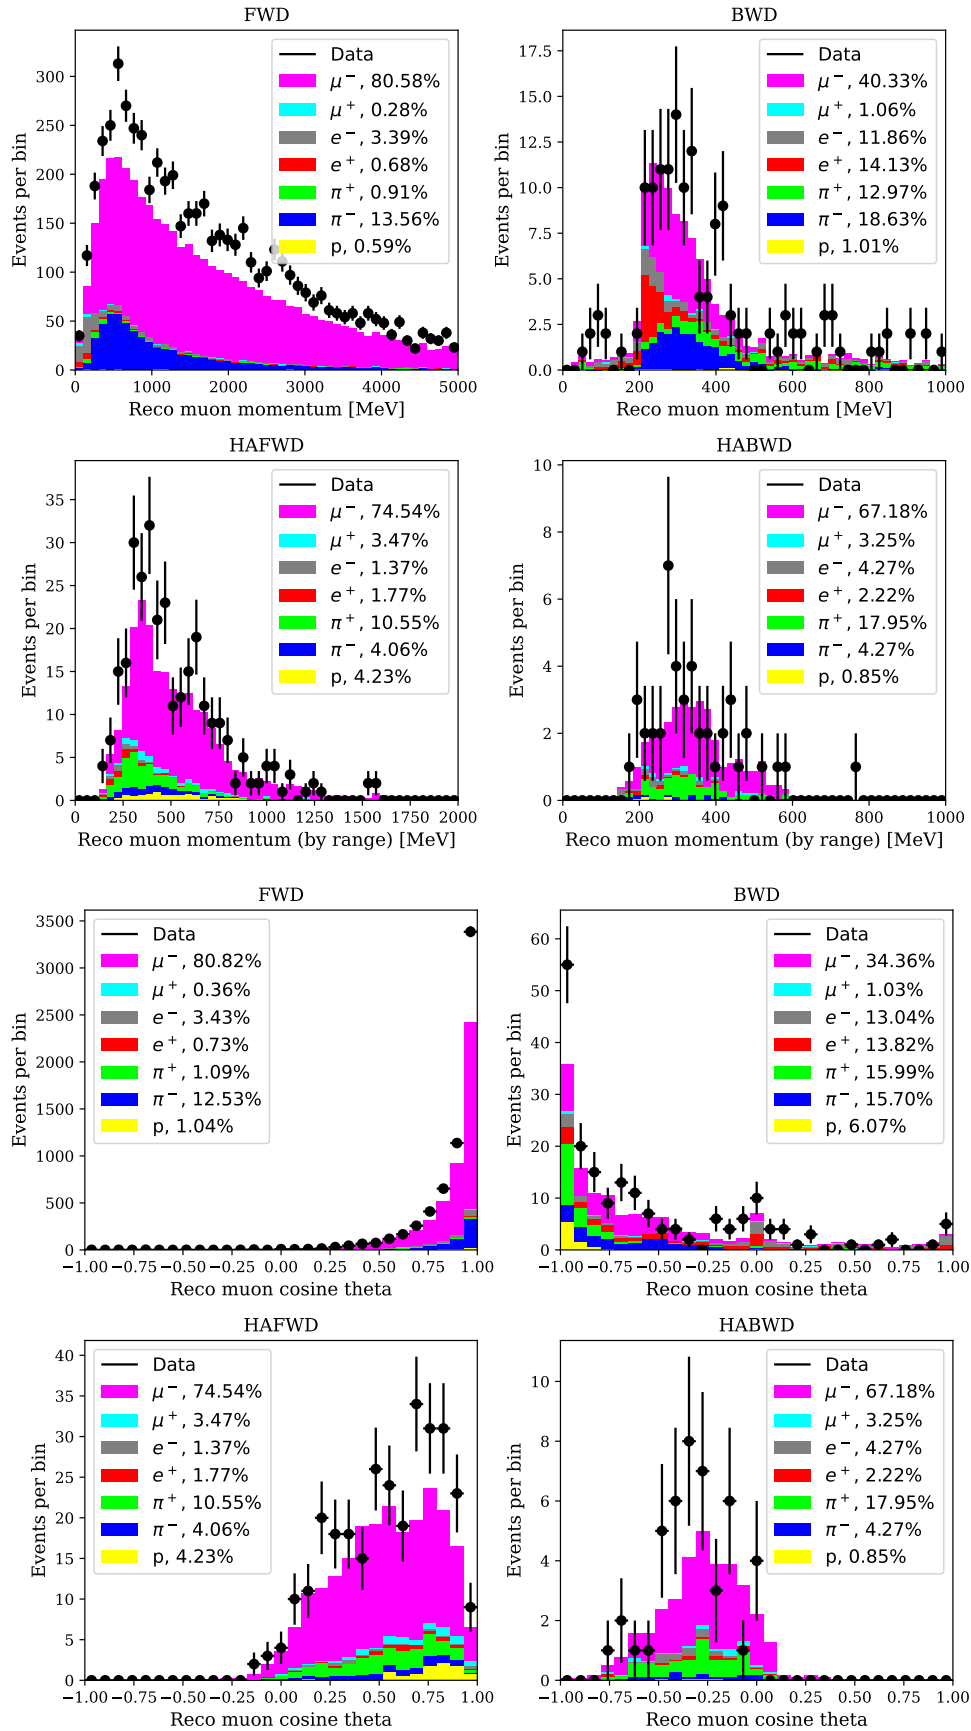 FWD
Events per bin
300
250
200
150
100
50
0
Data
μ⁻, 80.58%
μ⁺, 0.28%
e⁻, 3.39%
e⁺, 0.68%
π⁺, 0.91%
π⁻, 13.56%
p, 0.59%
0 1000 2000 3000 4000 5000
Reco muon momentum [MeV]
BWD
Events per bin
17.5
15.0
12.5
10.0
7.5
5.0
2.5
0.0
Data
μ⁻, 40.33%
μ⁺, 1.06%
e⁻, 11.86%
e⁺, 14.13%
π⁺, 12.97%
π⁻, 18.63%
p, 1.01%
0 200 400 600 800 1000
Reco muon momentum [MeV]
HAFWD
Events per bin
35
30
25
20
15
10
5
0
Data
μ⁻, 74.54%
μ⁺, 3.47%
e⁻, 1.37%
e⁺, 1.77%
π⁺, 10.55%
π⁻, 4.06%
p, 4.23%
0 250 500 750 1000 1250 1500 1750 2000
Reco muon momentum (by range) [MeV]
HABWD
Events per bin
10
8
6
4
2
0
Data
μ⁻, 67.18%
μ⁺, 3.25%
e⁻, 4.27%
e⁺, 2.22%
π⁺, 17.95%
π⁻, 4.27%
p, 0.85%
0 200 400 600 800 1000
Reco muon momentum (by range) [MeV]
FWD
Events per bin
3500
3000
2500
2000
1500
1000
500
0
Data
μ⁻, 80.82%
μ⁺, 0.36%
e⁻, 3.43%
e⁺, 0.73%
π⁺, 1.09%
π⁻, 12.53%
p, 1.04%
−1.00 −0.75 −0.50 −0.25 0.00 0.25 0.50 0.75 1.00
Reco muon cosine theta
BWD
Events per bin
60
50
40
30
20
10
0
Data
μ⁻, 34.36%
μ⁺, 1.03%
e⁻, 13.04%
e⁺, 13.82%
π⁺, 15.99%
π⁻, 15.70%
p, 6.07%
−1.00 −0.75 −0.50 −0.25 0.00 0.25 0.50 0.75 1.00
Reco muon cosine theta
HAFWD
Events per bin
40
35
30
25
20
15
10
5
0
Data
μ⁻, 74.54%
μ⁺, 3.47%
e⁻, 1.37%
e⁺, 1.77%
π⁺, 10.55%
π⁻, 4.06%
p, 4.23%
−1.00 −0.75 −0.50 −0.25 0.00 0.25 0.50 0.75 1.00
Reco muon cosine theta
HABWD
Events per bin
10
8
6
4
2
0
Data
μ⁻, 67.18%
μ⁺, 3.25%
e⁻, 4.27%
e⁺, 2.22%
π⁺, 17.95%
π⁻, 4.27%
p, 0.85%
−1.00 −0.75 −0.50 −0.25 0.00 0.25 0.50 0.75 1.00
Reco muon cosine theta